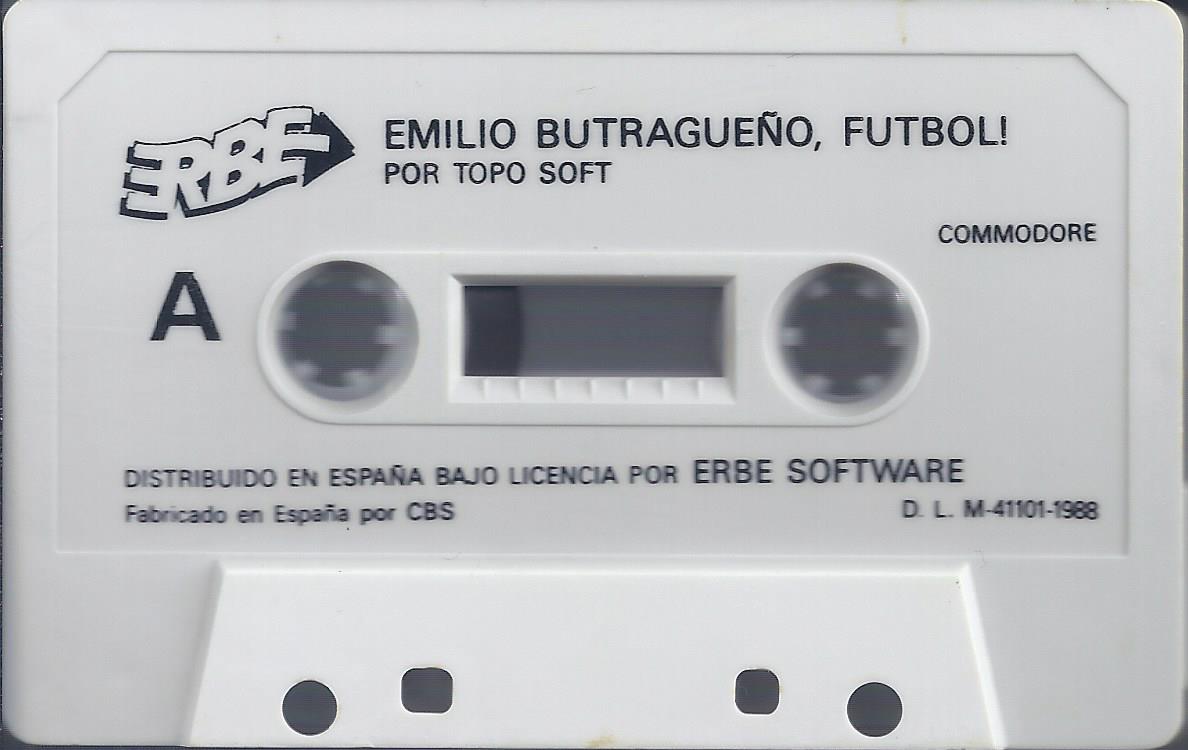 ERBE
EMILIO BUTRAGUEÑO, FUTBOL!
POR TOPO SOFT
COMMODORE
A
DISTRIBUIDO EN ESPAÑA BAJO LICENCIA POR ERBE SOFTWARE
Fabricado en España por CBS
D. L. M-41101-1988